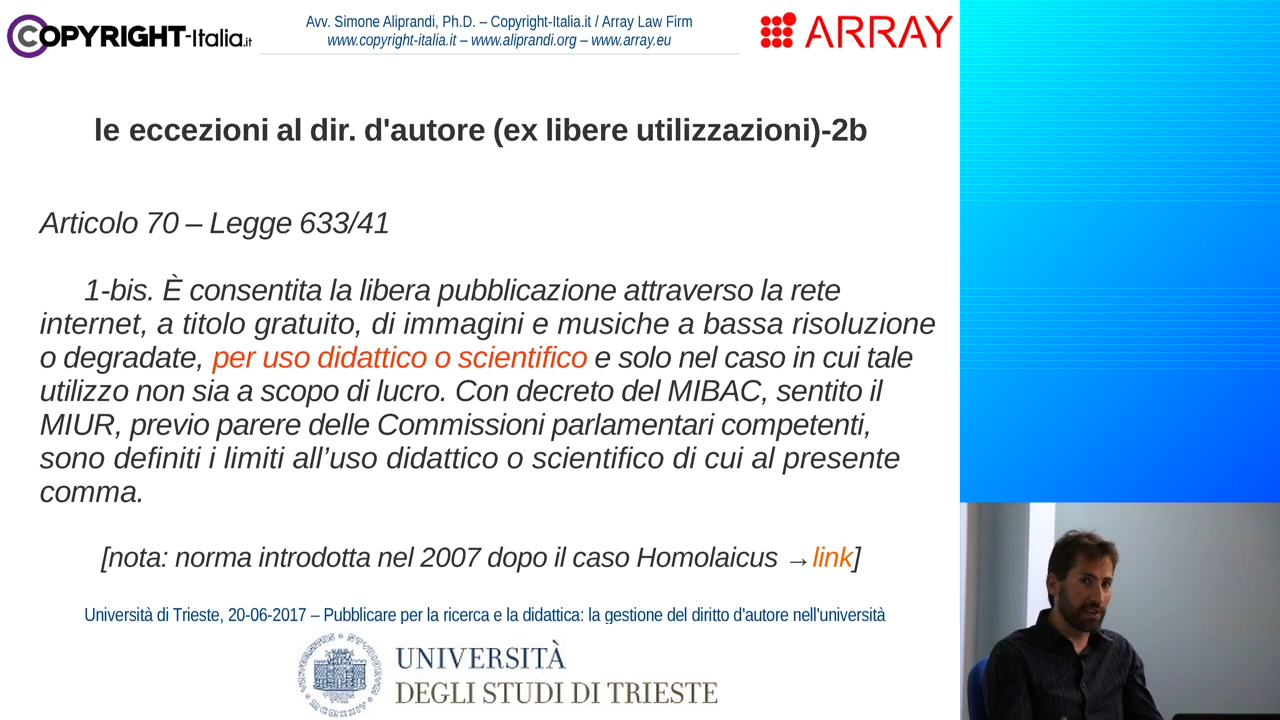 COPYRIGHT-Italia.it
Avv. Simone Aliprandi, Ph.D. – Copyright-Italia.it / Array Law Firm
www.copyright-italia.it – www.aliprandi.org – www.array.eu
ARRAY
le eccezioni al dir. d'autore (ex libere utilizzazioni)-2b
Articolo 70 – Legge 633/41
1-bis. È consentita la libera pubblicazione attraverso la rete
internet, a titolo gratuito, di immagini e musiche a bassa risoluzione
o degradate, per uso didattico o scientifico e solo nel caso in cui tale
utilizzo non sia a scopo di lucro. Con decreto del MIBAC, sentito il
MIUR, previo parere delle Commissioni parlamentari competenti,
sono definiti i limiti all’uso didattico o scientifico di cui al presente
comma.
[nota: norma introdotta nel 2007 dopo il caso Homolaicus →link]
Università di Trieste, 20-06-2017 – Pubblicare per la ricerca e la didattica: la gestione del diritto d'autore nell'università
UNIVERSITÀ
DEGLI STUDI DI TRIESTE